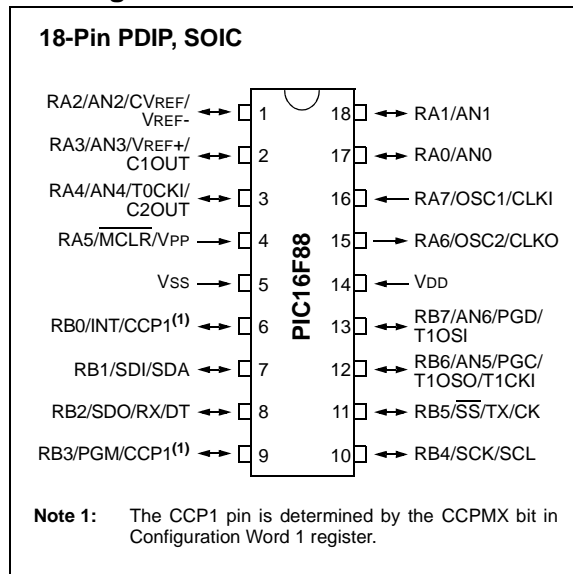 18-Pin PDIP, SOIC
RA2/AN2/CVREF/
VREF-
1
18
RA1/AN1
RA3/AN3/VREF+/
C1OUT
2
17
RA0/AN0
RA4/AN4/T0CKI/
C2OUT
3
16
RA7/OSC1/CLKI
RA5/MCLR/VPP
4
15
RA6/OSC2/CLKO
VSS
5
14
VDD
RB0/INT/CCP1(1)
6
13
RB7/AN6/PGD/
T1OSI
RB1/SDI/SDA
7
12
RB6/AN5/PGC/
T1OSO/T1CKI
RB2/SDO/RX/DT
8
11
RB5/SS/TX/CK
RB3/PGM/CCP1(1)
9
10
RB4/SCK/SCL
PIC16F88
Note 1: The CCP1 pin is determined by the CCPMX bit in
Configuration Word 1 register.